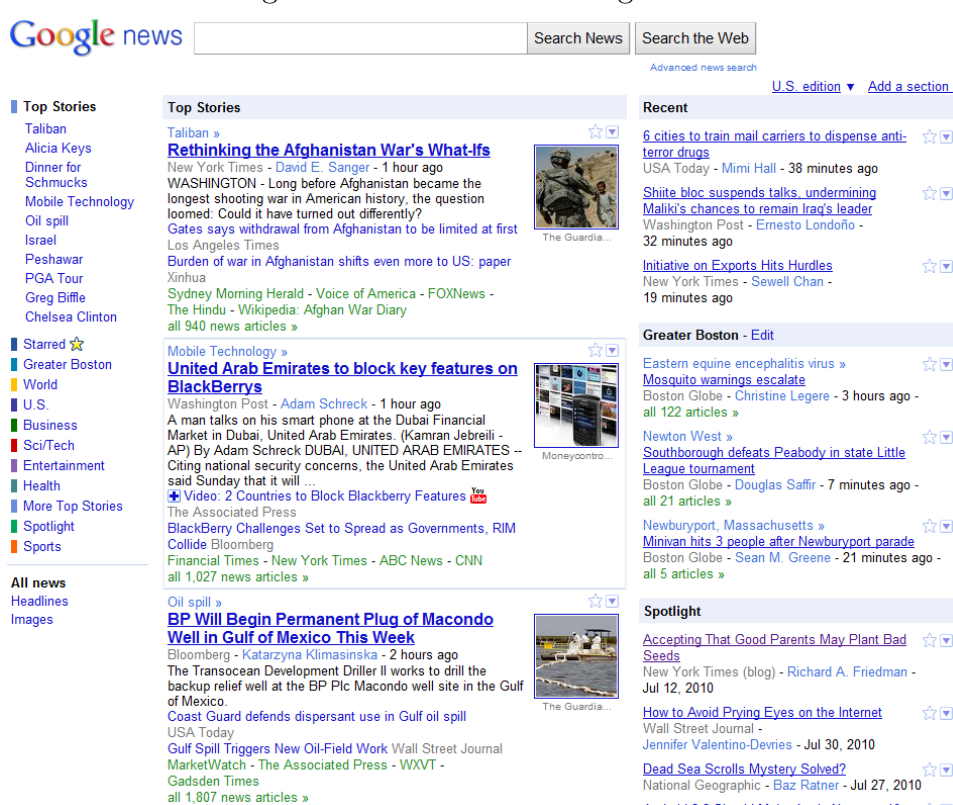 Google news
Search News
Search the Web
Advanced news search
U.S. edition ▼ Add a section
Top Stories
Taliban
Alicia Keys
Dinner for
Schmucks
Mobile Technology
Oil spill
Israel
Peshawar
PGA Tour
Greg Biffle
Chelsea Clinton
Starred
Greater Boston
World
U.S.
Business
Sci/Tech
Entertainment
Health
More Top Stories
Spotlight
Sports
All news
Headlines
Images
Top Stories
Taliban »
Rethinking the Afghanistan War's What-Ifs
New York Times - David E. Sanger - 1 hour ago
WASHINGTON - Long before Afghanistan became the
longest shooting war in American history, the question
loomed: Could it have turned out differently?
Gates says withdrawal from Afghanistan to be limited at first
Los Angeles Times
Burden of war in Afghanistan shifts even more to US: paper
Xinhua
Sydney Morning Herald - Voice of America - FOXNews -
The Hindu - Wikipedia: Afghan War Diary
all 940 news articles »
The Guardia...
Mobile Technology »
United Arab Emirates to block key features on
BlackBerrys
Washington Post - Adam Schreck - 1 hour ago
A man talks on his smart phone at the Dubai Financial
Market in Dubai, United Arab Emirates. (Kamran Jebreili -
AP) By Adam Schreck DUBAI, UNITED ARAB EMIRATES --
Citing national security concerns, the United Arab Emirates
said Sunday that it will ...
Video: 2 Countries to Block Blackberry Features You Tube
The Associated Press
BlackBerry Challenges Set to Spread as Governments, RIM
Collide Bloomberg
Financial Times - New York Times - ABC News - CNN
all 1,027 news articles »
Moneycontro...
Oil spill »
BP Will Begin Permanent Plug of Macondo
Well in Gulf of Mexico This Week
Bloomberg - Katarzyna Klimasinska - 2 hours ago
The Transocean Development Driller II works to drill the
backup relief well at the BP Plc Macondo well site in the Gulf
of Mexico.
Coast Guard defends dispersant use in Gulf oil spill
USA Today
Gulf Spill Triggers New Oil-Field Work Wall Street Journal
MarketWatch - The Associated Press - WXVT -
Gadsden Times
all 1,807 news articles »
The Guardia...
Recent
6 cities to train mail carriers to dispense anti-
terror drugs
USA Today - Mimi Hall - 38 minutes ago
Shiite bloc suspends talks, undermining
Maliki's chances to remain Iraq's leader
Washington Post - Ernesto Londoño -
32 minutes ago
Initiative on Exports Hits Hurdles
New York Times - Sewell Chan -
19 minutes ago
Greater Boston - Edit
Eastern equine encephalitis virus »
Mosquito warnings escalate
Boston Globe - Christine Legere - 3 hours ago -
all 122 articles »
Newton West »
Southborough defeats Peabody in state Little
League tournament
Boston Globe - Douglas Saffir - 7 minutes ago -
all 21 articles »
Newburyport, Massachusetts »
Minivan hits 3 people after Newburyport parade
Boston Globe - Sean M. Greene - 21 minutes ago -
all 5 articles »
Spotlight
Accepting That Good Parents May Plant Bad
Seeds
New York Times (blog) - Richard A. Friedman -
Jul 12, 2010
How to Avoid Prying Eyes on the Internet
Wall Street Journal -
Jennifer Valentino-Devries - Jul 30, 2010
Dead Sea Scrolls Mystery Solved?
National Geographic - Baz Ratner - Jul 27, 2010